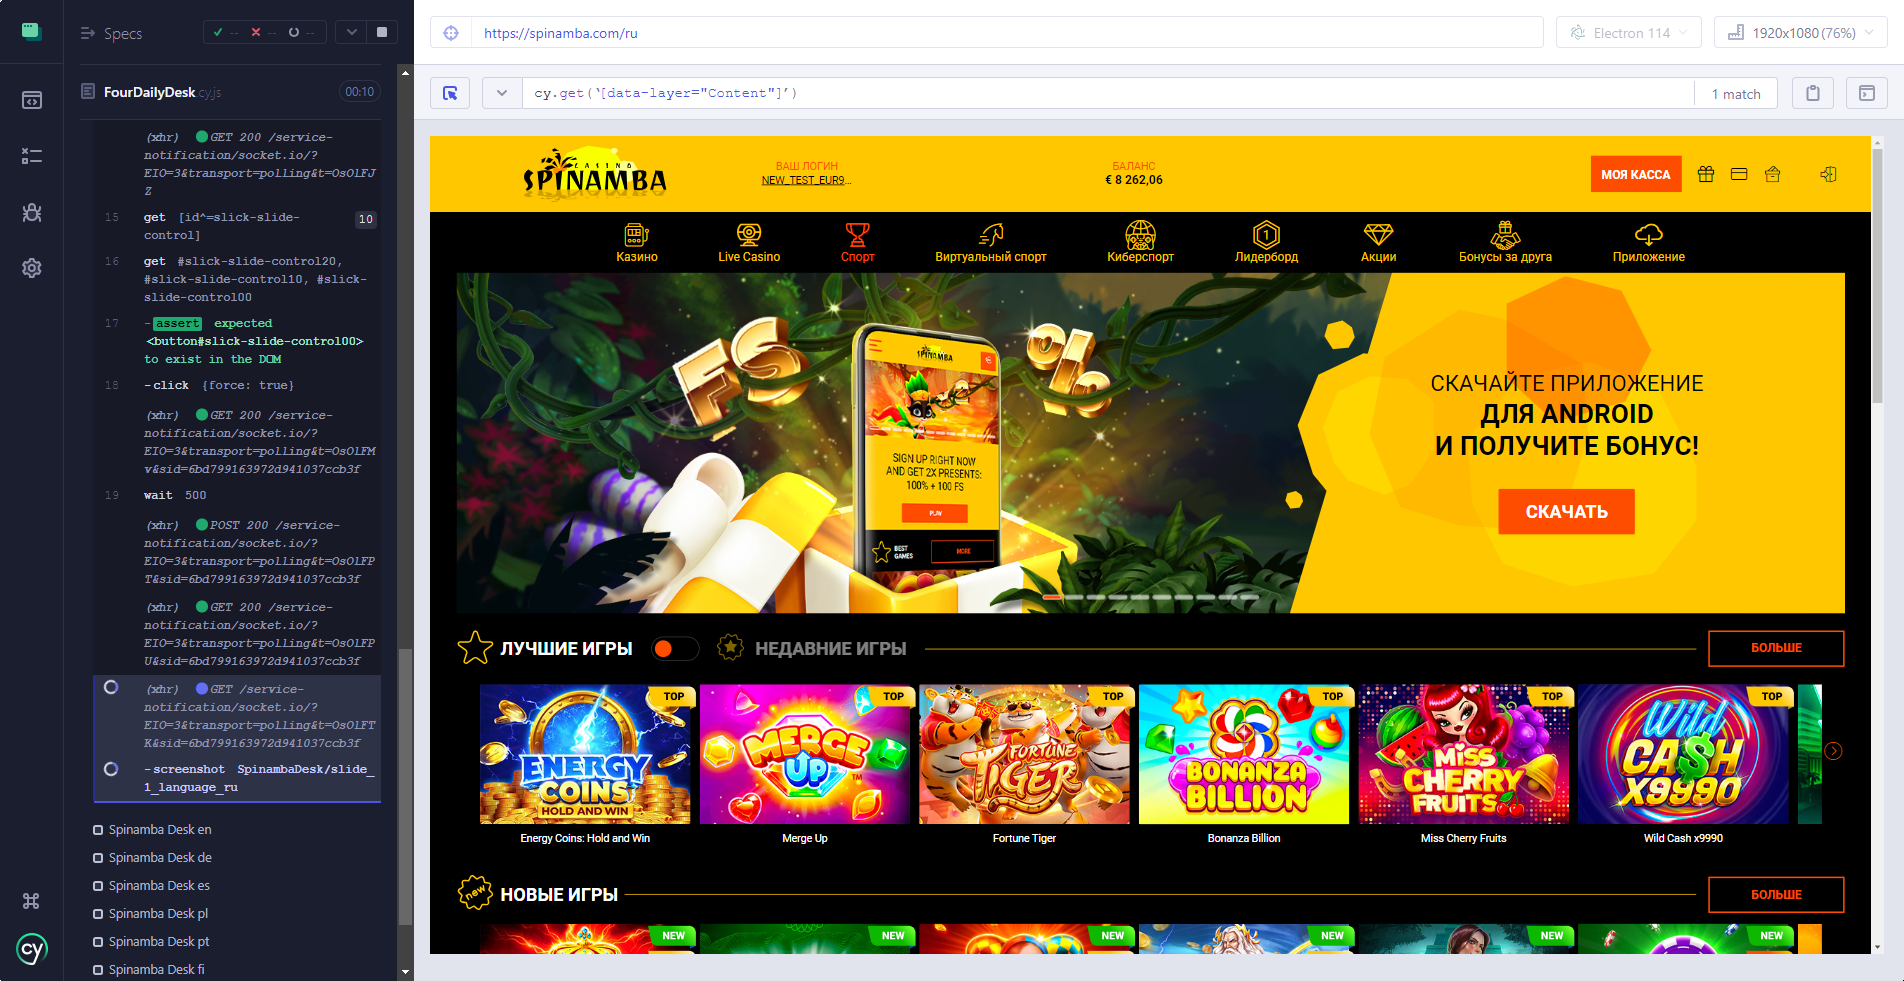 Specs
--
--
--
https://spinamba.com/ru
Electron 114
1920x1080 (76%)
FourDailyDesk.cy.js
00:10
cy.get('[data-layer="Content"]')
1 match
(xhr) GET 200 /service-
notification/socket.io/?
EIO=3&transport=polling&t=OsOlFJ
Z
15 get [id^=slick-slide-
control]
10
16 get #slick-slide-control20,
#slick-slide-control10, #slick-
slide-control00
17 -assert expected
<button#slick-slide-control00>
to exist in the DOM
18 -click {force: true}
(xhr) GET 200 /service-
notification/socket.io/?
EIO=3&transport=polling&t=OsOlFM
v&sid=6bd799163972d941037ccb3f
19 wait 500
(xhr) POST 200 /service-
notification/socket.io/?
EIO=3&transport=polling&t=OsOlFP
T&sid=6bd799163972d941037ccb3f
(xhr) GET 200 /service-
notification/socket.io/?
EIO=3&transport=polling&t=OsOlFP
U&sid=6bd799163972d941037ccb3f
(xhr) GET /service-
notification/socket.io/?
EIO=3&transport=polling&t=OsOlFT
K&sid=6bd799163972d941037ccb3f
-screenshot SpinambaDesk/slide_
1_language_ru
Spinamba Desk en
Spinamba Desk de
Spinamba Desk es
Spinamba Desk pl
Spinamba Desk pt
Spinamba Desk fi
cy
CASINO
SPINAMBA
ВАШ ЛОГИН
NEW_TEST_EUR9...
БАЛАНС
€ 8 262,06
МОЯ КАССА
Казино
Live Casino
Спорт
Виртуальный спорт
Киберспорт
1
Лидерборд
Акции
Бонусы за друга
Приложение
FS
%
SPINAMBA
SIGN UP RIGHT NOW
AND GET 2X PRESENTS:
100% + 100 FS
PLAY
BEST
GAMES
MORE
СКАЧАЙТЕ ПРИЛОЖЕНИЕ
ДЛЯ ANDROID
И ПОЛУЧИТЕ БОНУС!
СКАЧАТЬ
ЛУЧШИЕ ИГРЫ
НЕДАВНИЕ ИГРЫ
БОЛЬШЕ
TOP
ENERGY
COINS
HOLD AND WIN
Energy Coins: Hold and Win
TOP
MERGE
UP
TM
Merge Up
TOP
FORTUNE
TIGER
Fortune Tiger
TOP
BONANZA
BILLION
Bonanza Billion
TOP
MISS
CHERRY
FRUITS
Miss Cherry Fruits
TOP
Wild
CA$H
X9990
Wild Cash x9990
new
НОВЫЕ ИГРЫ
БОЛЬШЕ
NEW
NEW
NEW
NEW
NEW
NEW